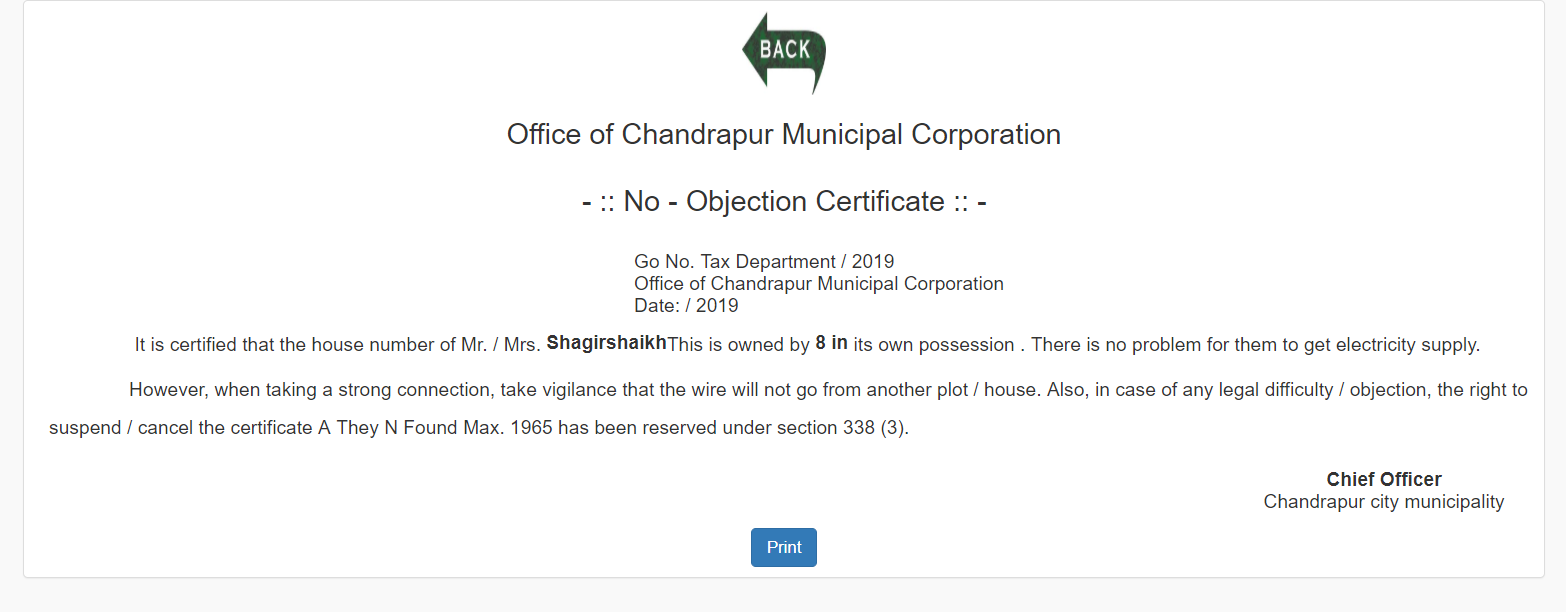 BACK
Office of Chandrapur Municipal Corporation
- :: No - Objection Certificate :: -
Go No. Tax Department / 2019
Office of Chandrapur Municipal Corporation
Date: / 2019
It is certified that the house number of Mr. / Mrs. ShagirshaikhThis is owned by 8 in its own possession . There is no problem for them to get electricity supply.
However, when taking a strong connection, take vigilance that the wire will not go from another plot / house. Also, in case of any legal difficulty / objection, the right to
suspend / cancel the certificate A They N Found Max. 1965 has been reserved under section 338 (3).
Chief Officer
Chandrapur city municipality
Print